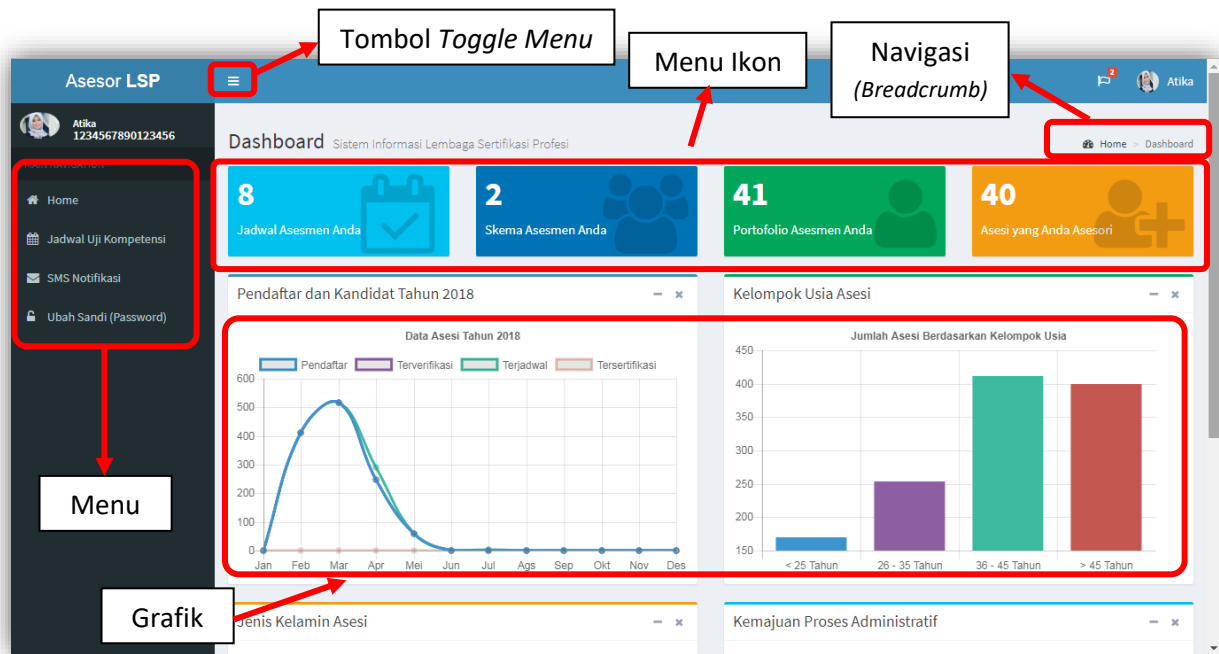 Tombol Toggle Menu
Menu Ikon
Navigasi
(Breadcrumb)
Asesor LSP
2
Atika
Atika
1234567890123456
Dashboard Sistem Informasi Lembaga Sertifikasi Profesi
Home > Dashboard
MAIN NAVIGATION
Home
Jadwal Uji Kompetensi
SMS Notifikasi
Ubah Sandi (Password)
Menu
8
Jadwal Asesmen Anda
2
Skema Asesmen Anda
41
Portofolio Asesmen Anda
40
Asesi yang Anda Asesori
Pendaftar dan Kandidat Tahun 2018
Data Asesi Tahun 2018
Pendaftar Terverifikasi Terjadwal Tersertifikasi
600
500
400
300
200
100
0
Jan Feb Mar Apr Mei Jun Jul Ags Sep Okt Nov Des
Kelompok Usia Asesi
Jumlah Asesi Berdasarkan Kelompok Usia
450
400
350
300
250
200
150
< 25 Tahun 26 - 35 Tahun 36 - 45 Tahun > 45 Tahun
Grafik
Jenis Kelamin Asesi
Kemajuan Proses Administratif